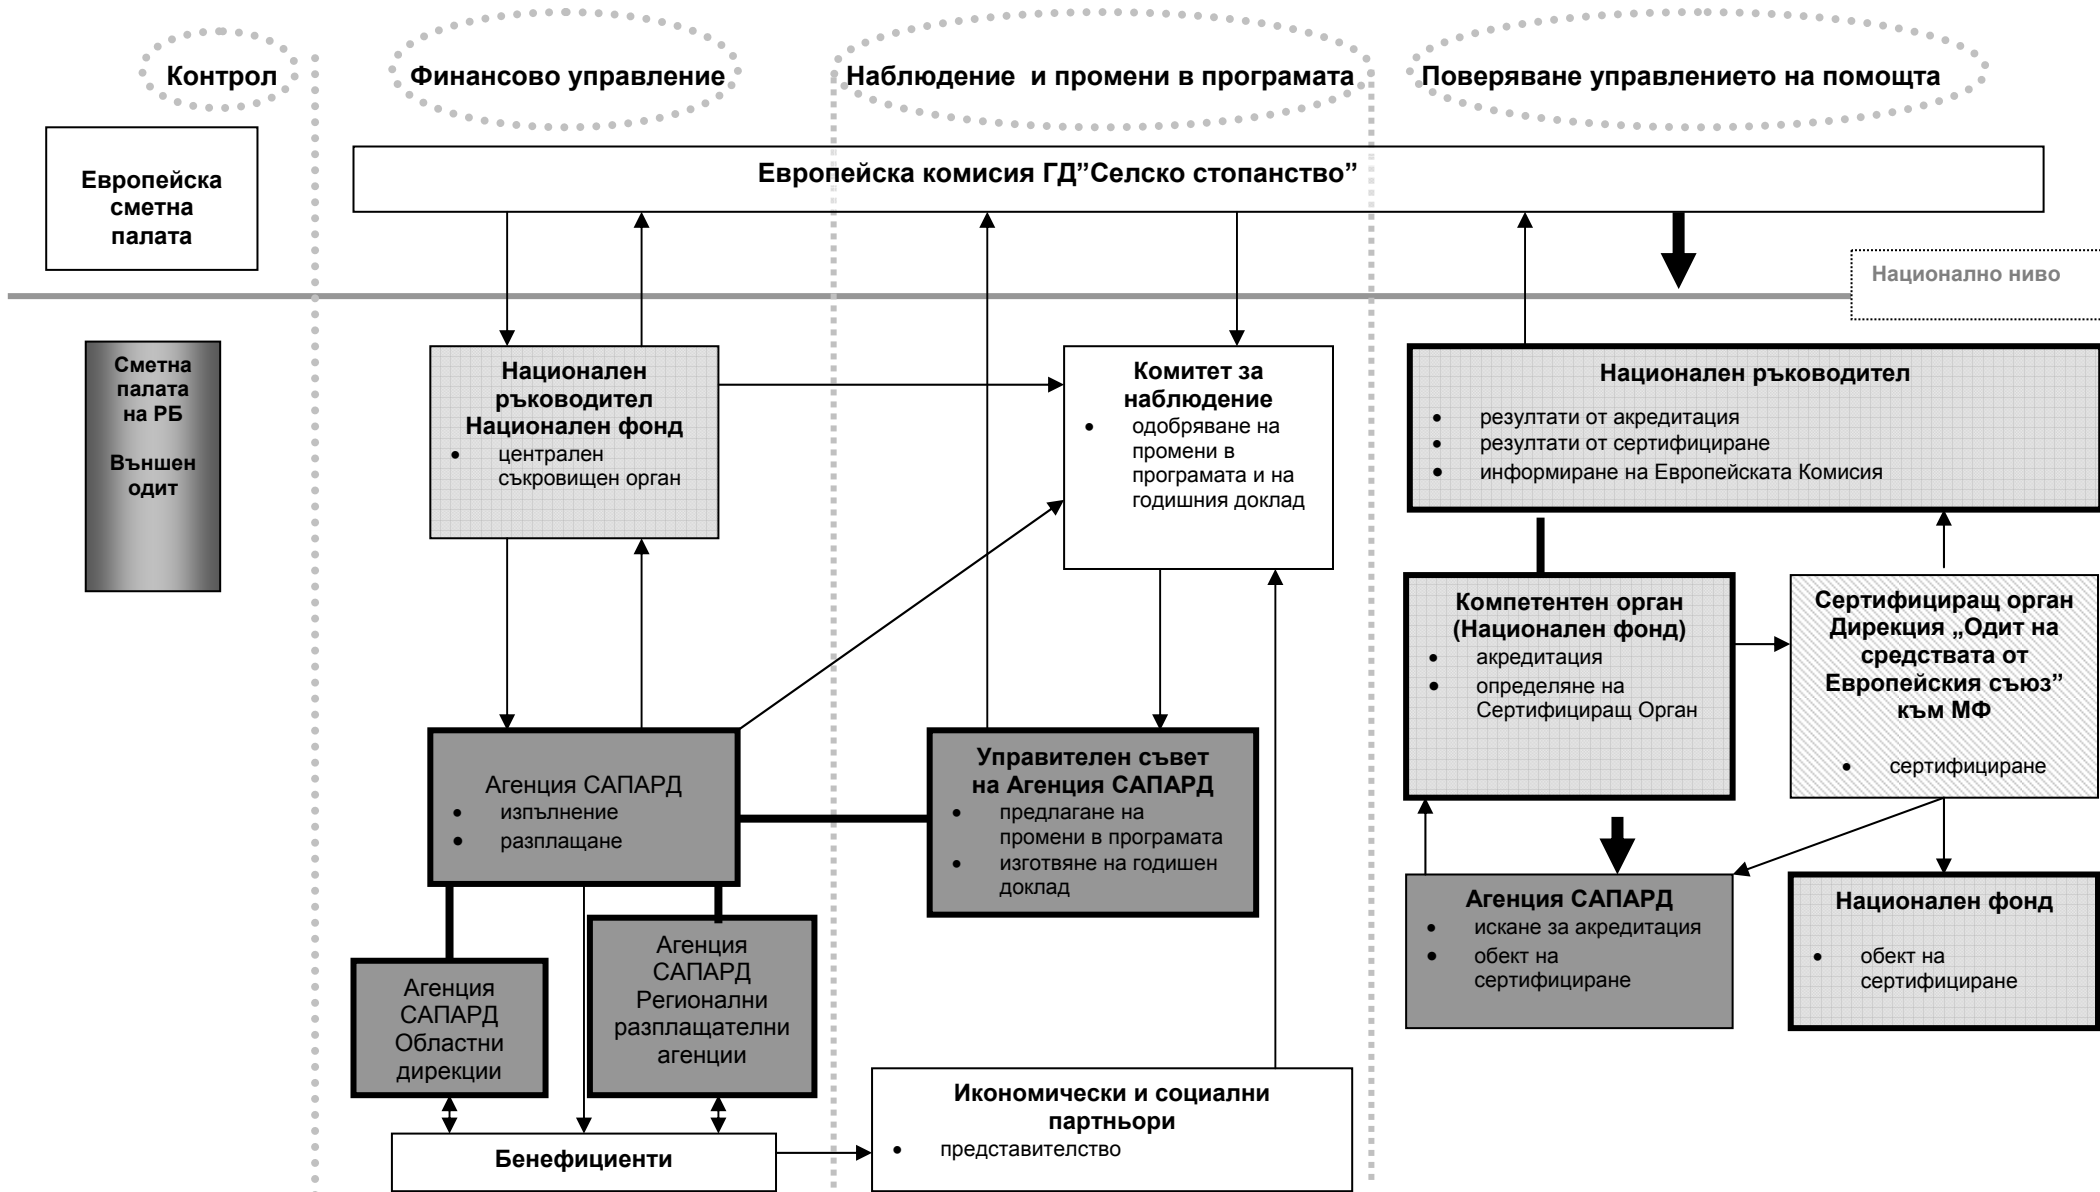 Контрол
Финансово управление
Наблюдение и промени в програмата
Поверяване управлението на помощта
Европейска
сметна
палата
Европейска комисия ГД”Селско стопанство”
Национално ниво
Сметна
палата
на РБ
Външен
одит
Национален
ръководител
Национален фонд
• централен
съкровищен орган
Комитет за
наблюдение
• одобряване на
промени в
програмата и на
годишния доклад
Национален ръководител
• резултати от акредитация
• резултати от сертифициране
• информиране на Европейската Комисия
Компетентен орган
(Национален фонд)
• акредитация
• определяне на
Сертифициращ Орган
Сертифициращ орган
Дирекция „Одит на
средствата от
Европейския съюз”
към МФ
• сертифициране
Агенция САПАРД
• изпълнение
• разплащане
Управителен съвет
на Агенция САПАРД
• предлагане на
промени в програмата
• изготвяне на годишен
доклад
Агенция САПАРД
• искане за акредитация
• обект на
сертифициране
Национален фонд
• обект на
сертифициране
Агенция
САПАРД
Областни
дирекции
Агенция
САПАРД
Регионални
разплащателни
агенции
Икономически и социални
партньори
• представителство
Бенефициенти